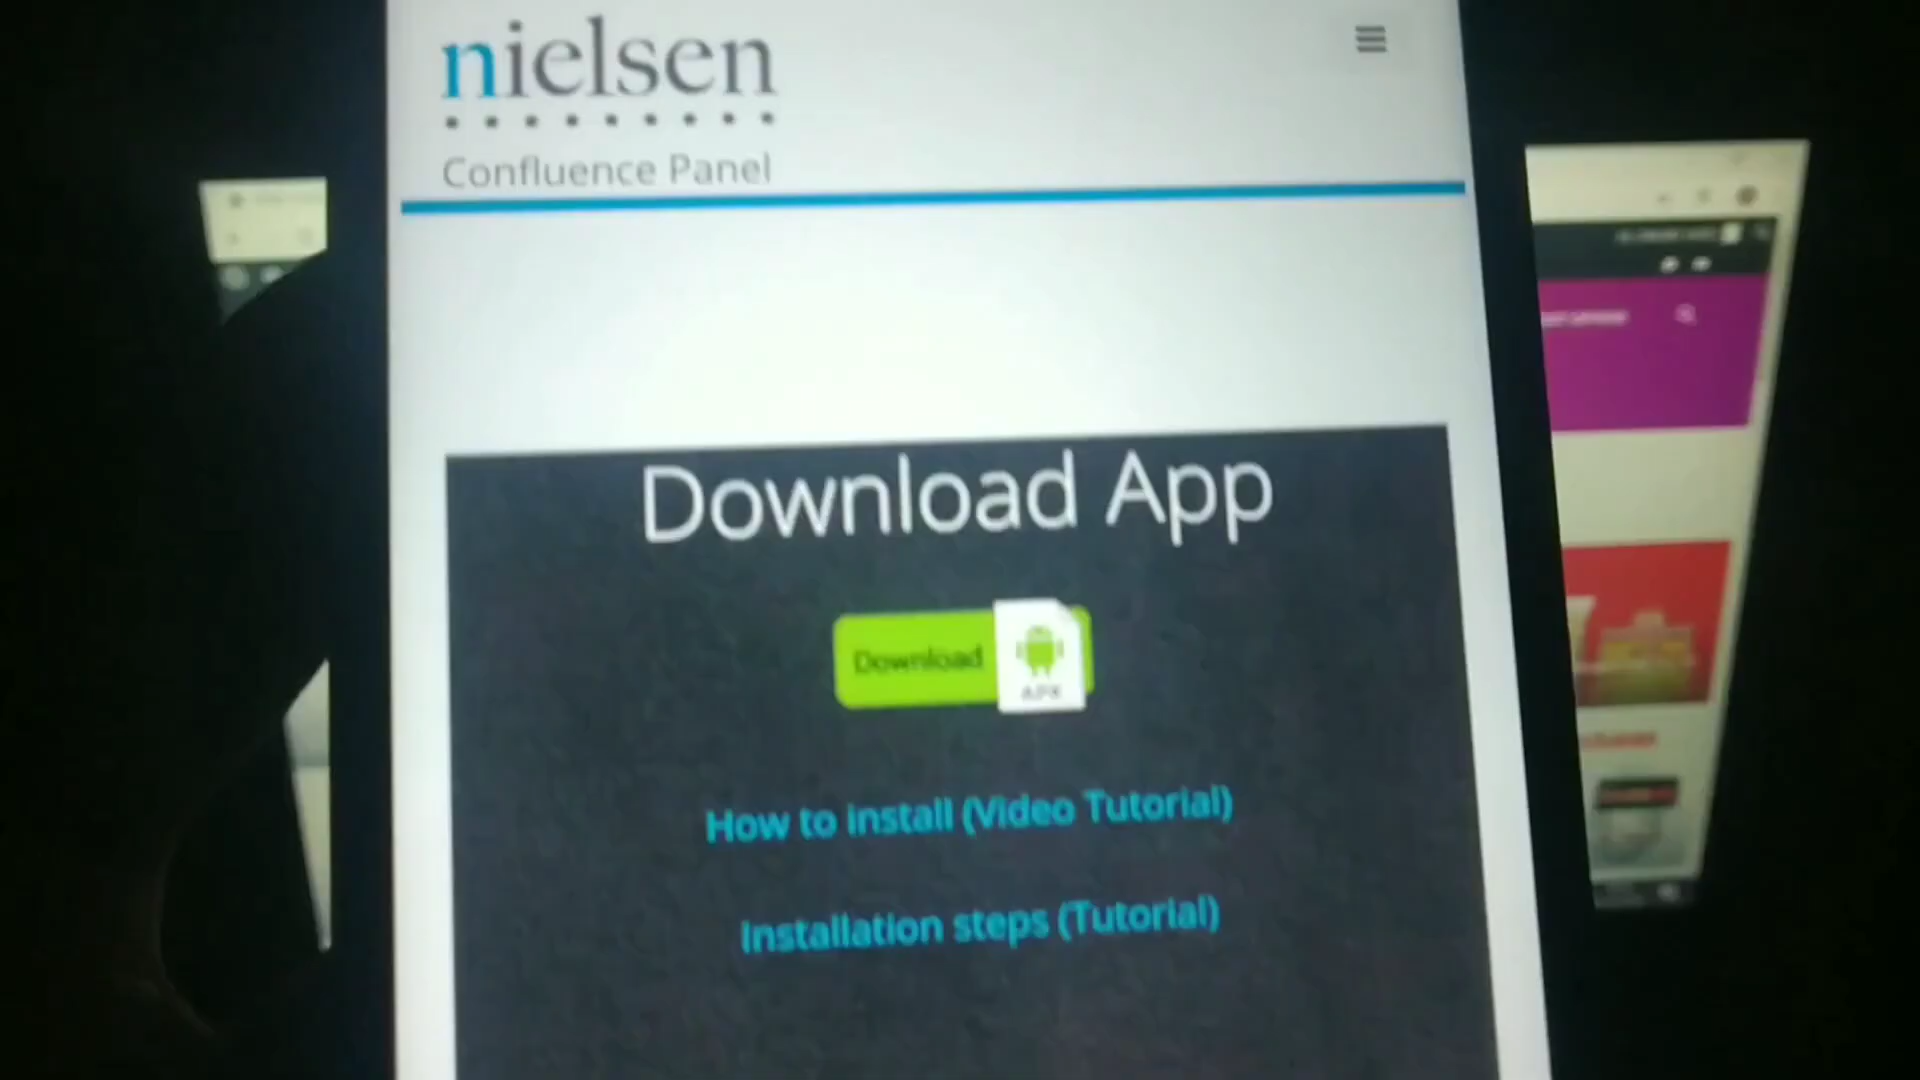 nielsen
Confluence Panel
Download App
Download
APK
How to install (Video Tutorial)
Installation steps (Tutorial)